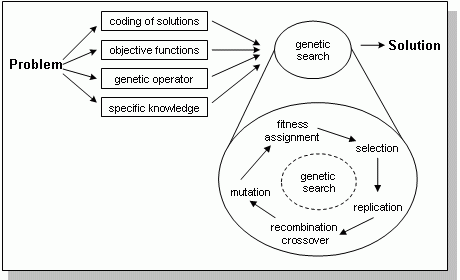 coding of solutions
objective functions
genetic operator
specific knowledge
Problem
genetic
search
Solution
fitness
assignment
selection
replication
recombination
crossover
mutation
genetic
search